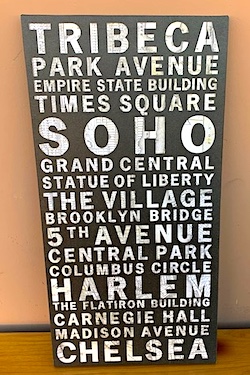 TRIBECA
PARK AVENUE
EMPIRE STATE BUILDING
TIMES SQUARE
SOHO
GRAND CENTRAL
STATUE OF LIBERTY
THE VILLAGE
BROOKLYN BRIDGE
5TH AVENUE
CENTRAL PARK
COLUMBUS CIRCLE
HARLEM
THE FLATIRON BUILDING
CARNEGIE HALL
MADISON AVENUE
CHELSEA